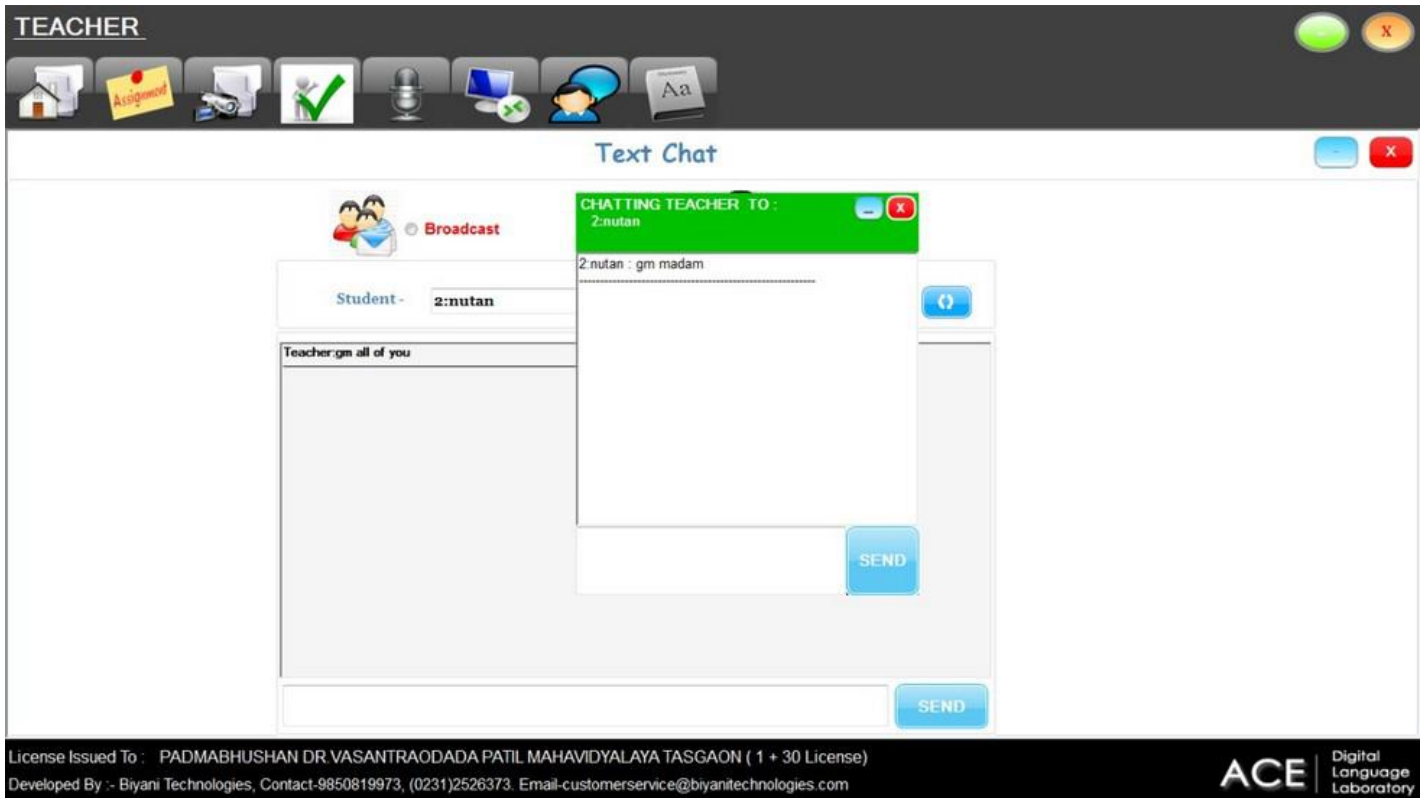 TEACHER
X
Assignment
Aa
Text Chat
- X
CHATTING TEACHER TO :
2:nutan
_ X
Broadcast
2:nutan : gm madam
--------------------------------------------------------
Student - 2:nutan
Teacher:gm all of you
SEND
SEND
License Issued To : PADMABHUSHAN DR.VASANTRAODADA PATIL MAHAVIDYALAYA TASGAON ( 1 + 30 License)
Developed By :- Biyani Technologies, Contact-9850819973, (0231)2526373. Email-customerservice@biyanitechnologies.com
ACE
Digital
Language
Laboratory